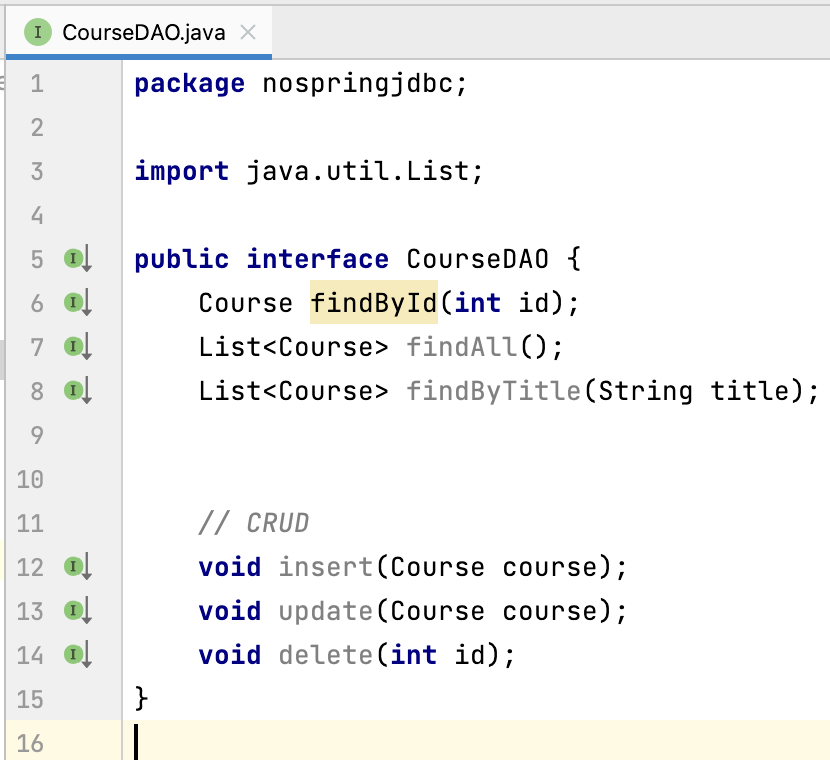 I CourseDAO.java
1 package nospringjdbc;
2
3 import java.util.List;
4
5 I public interface CourseDAO {
6 I     Course findById(int id);
7 I     List<Course> findAll();
8 I     List<Course> findByTitle(String title);
9
10
11     // CRUD
12 I     void insert(Course course);
13 I     void update(Course course);
14 I     void delete(int id);
15 }
16